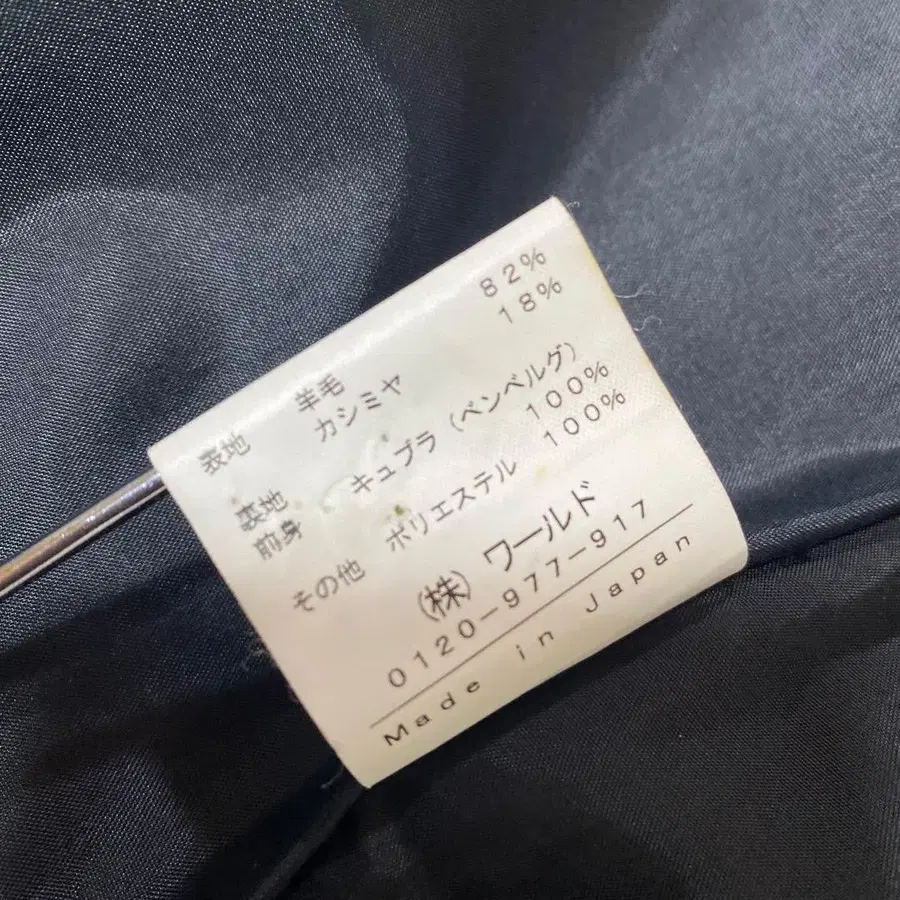 表地 羊毛 82%
カシミヤ 18%
裏地
前身 キュプラ (ベンベルグ) 100%
その他 ポリエステル 100%
(株) ワールド
0120-977-917
Made in Japan